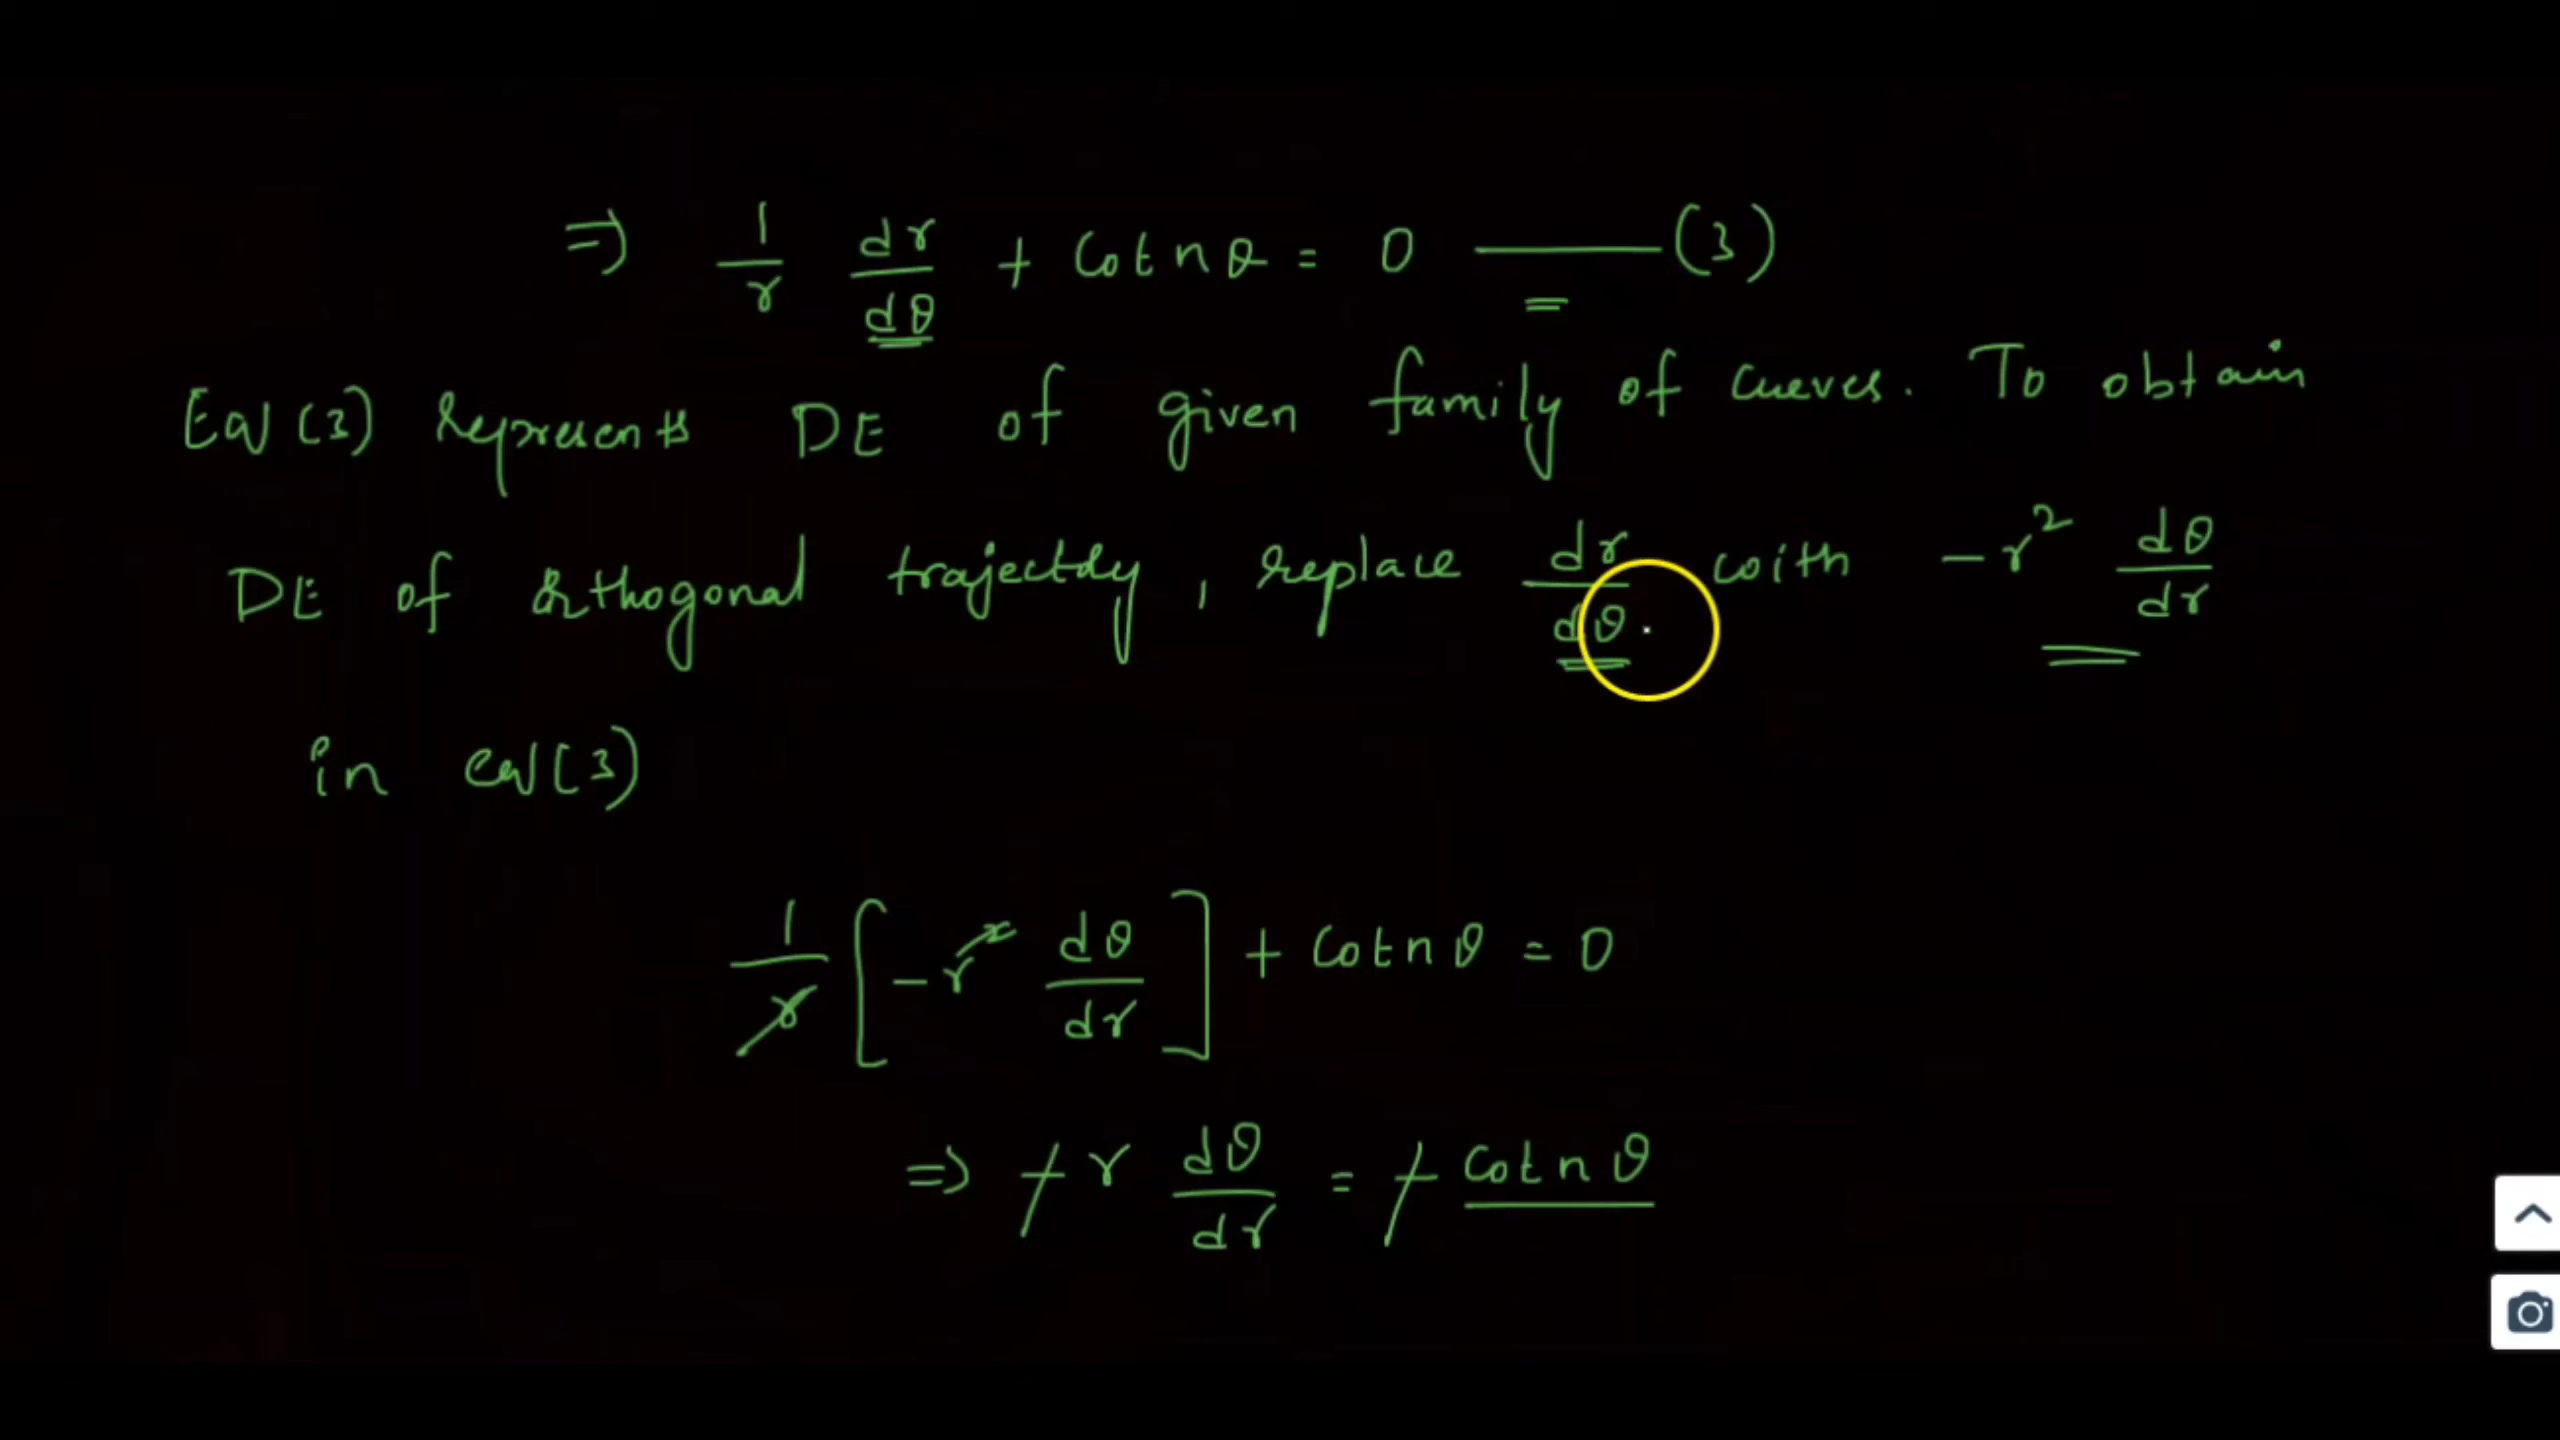 ⇒ 1/r dr/dθ + Cot nθ = 0 —— (3)
Eqn (3) represents DE of given family of curves. To obtain
DE of orthogonal trajectory, replace dr/dθ with -r² dθ/dr
in eqn (3)
1/r [-r² dθ/dr] + Cot nθ = 0
⇒ - r dθ/dr = - Cot nθ